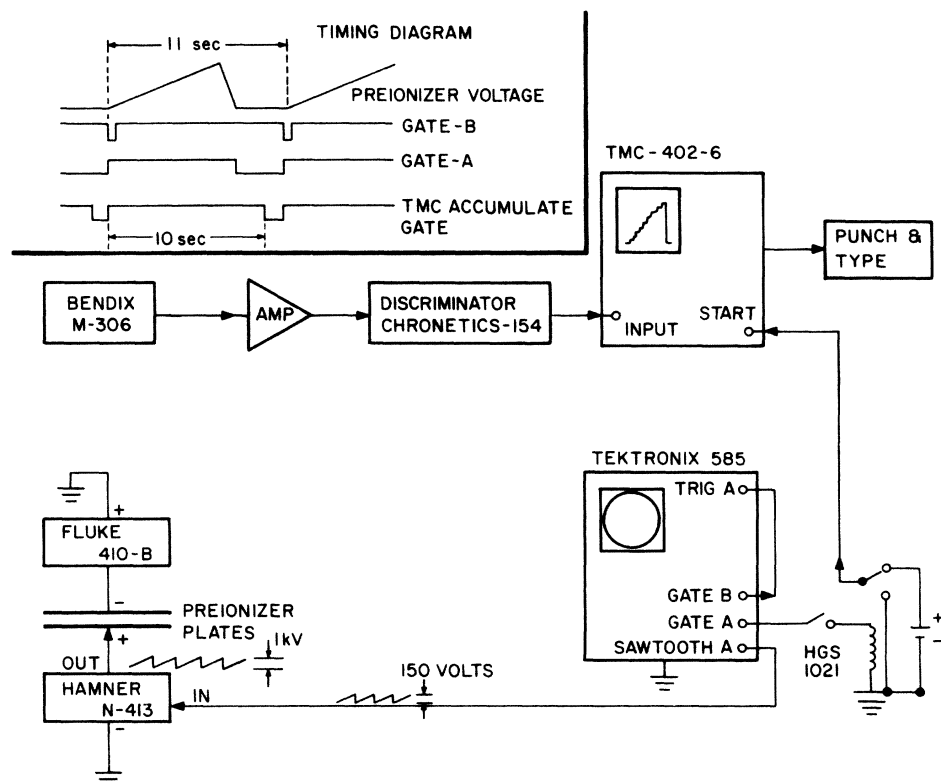 TIMING DIAGRAM
11 sec
PREIONIZER VOLTAGE
GATE-B
GATE-A
TMC ACCUMULATE
GATE
10 sec
TMC-402-6
PUNCH &
TYPE
BENDIX
M-306
AMP
DISCRIMINATOR
CHRONETICS-154
INPUT
START
TEKTRONIX 585
TRIG A
GATE B
GATE A
SAWTOOTH A
HGS
1021
+
-
+
FLUKE
410-B
-
PREIONIZER
PLATES
+
1kV
OUT
HAMNER
N-413
IN
150 VOLTS
-